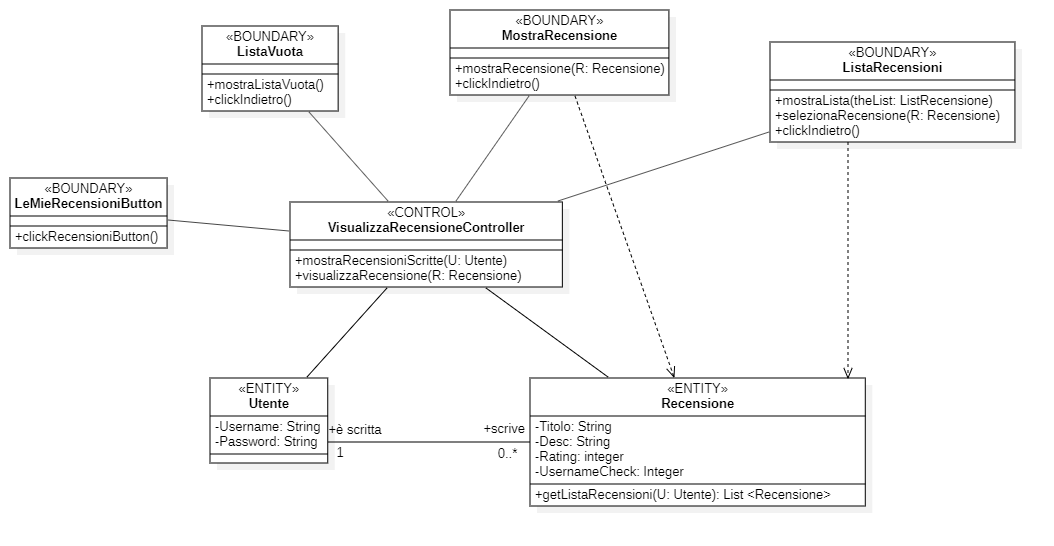 «BOUNDARY»
ListaVuota
+mostraListaVuota()
+clickIndietro()
«BOUNDARY»
MostraRecensione
+mostraRecensione(R: Recensione)
+clickIndietro()
«BOUNDARY»
ListaRecensioni
+mostraLista(theList: ListRecensione)
+selezionaRecensione(R: Recensione)
+clickIndietro()
«BOUNDARY»
LeMieRecensioniButton
+clickRecensioniButton()
«CONTROL»
VisualizzaRecensioneController
+mostraRecensioniScritte(U: Utente)
+visualizzaRecensione(R: Recensione)
«ENTITY»
Utente
-Username: String
-Password: String
+è scritta
1
+scrive
0..*
«ENTITY»
Recensione
-Titolo: String
-Desc: String
-Rating: integer
-UsernameCheck: Integer
+getListaRecensioni(U: Utente): List <Recensione>